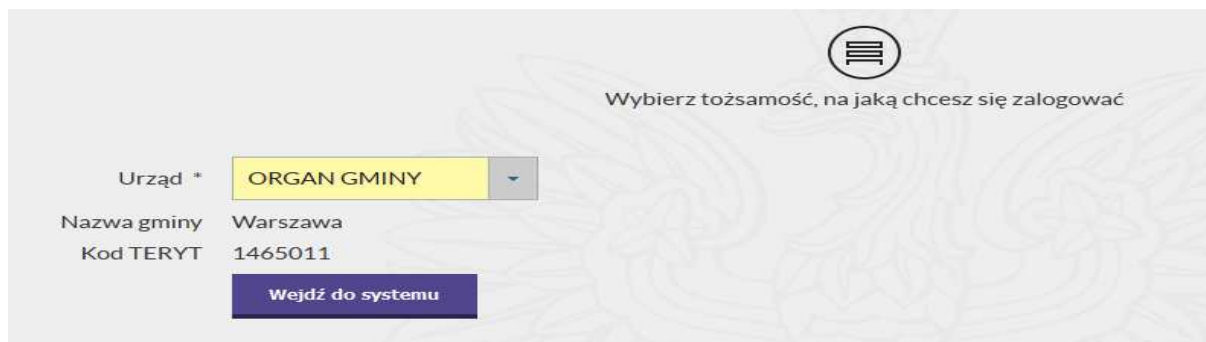 Wybierz tożsamość, na jaką chcesz się zalogować
Urząd * ORGAN GMINY
Nazwa gminy Warszawa
Kod TERYT 1465011
Wejdź do systemu